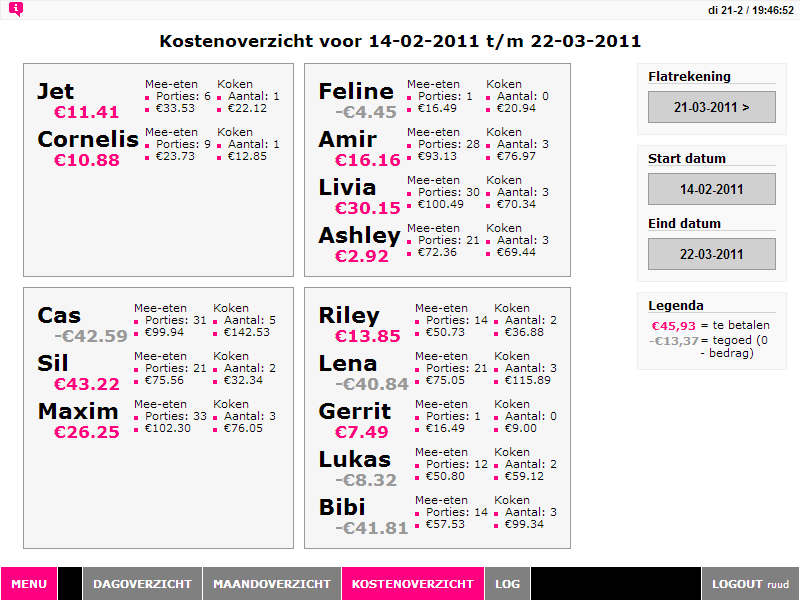 di 21-2 / 19:46:52
Kostenoverzicht voor 14-02-2011 t/m 22-03-2011
Jet
€11.41
Mee-eten
Porties: 6
€33.53
Koken
Aantal: 1
€22.12
Cornelis
€10.88
Mee-eten
Porties: 9
€23.73
Koken
Aantal: 1
€12.85
Feline
-€4.45
Mee-eten
Porties: 1
€16.49
Koken
Aantal: 0
€20.94
Amir
€16.16
Mee-eten
Porties: 28
€93.13
Koken
Aantal: 3
€76.97
Livia
€30.15
Mee-eten
Porties: 30
€100.49
Koken
Aantal: 3
€70.34
Ashley
€2.92
Mee-eten
Porties: 21
€72.36
Koken
Aantal: 3
€69.44
Cas
-€42.59
Mee-eten
Porties: 31
€99.94
Koken
Aantal: 5
€142.53
Sil
€43.22
Mee-eten
Porties: 21
€75.56
Koken
Aantal: 2
€32.34
Maxim
€26.25
Mee-eten
Porties: 33
€102.30
Koken
Aantal: 3
€76.05
Riley
€13.85
Mee-eten
Porties: 14
€50.73
Koken
Aantal: 2
€36.88
Lena
-€40.84
Mee-eten
Porties: 21
€75.05
Koken
Aantal: 3
€115.89
Gerrit
€7.49
Mee-eten
Porties: 1
€16.49
Koken
Aantal: 0
€9.00
Lukas
-€8.32
Mee-eten
Porties: 12
€50.80
Koken
Aantal: 2
€59.12
Bibi
-€41.81
Mee-eten
Porties: 14
€57.53
Koken
Aantal: 3
€99.34
Flatrekening
21-03-2011 >
Start datum
14-02-2011
Eind datum
22-03-2011
Legenda
€45,93 = te betalen
-€13,37 = tegoed (0
- bedrag)
MENU
DAGOVERZICHT
MAANDOVERZICHT
KOSTENOVERZICHT
LOG
LOGOUT ruud